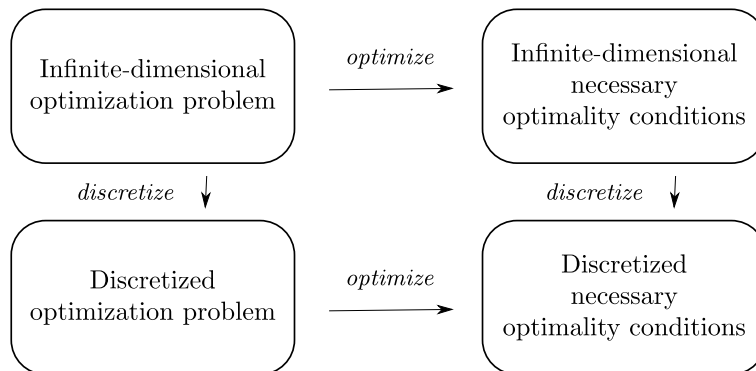 Infinite-dimensional
optimization problem
optimize
Infinite-dimensional
necessary
optimality conditions
discretize
discretize
Discretized
optimization problem
optimize
Discretized
necessary
optimality conditions